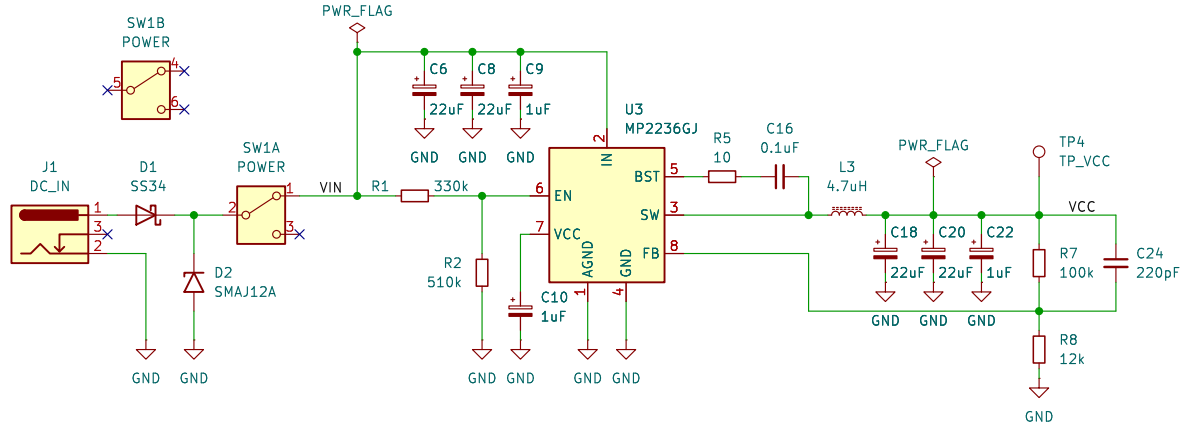 PWR_FLAG
SW1B
POWER
4
5
6
C6
22uF
C8
22uF
C9
1uF
GND
GND
GND
U3
MP2236GJ
2
IN
J1
DC_IN
1
3
2
D1
SS34
SW1A
POWER
1
2
3
VIN
R1
330k
6
EN
7
VCC
BST
5
SW
3
FB
8
AGND
1
GND
4
R5
10
C16
0.1uF
L3
4.7uH
PWR_FLAG
TP4
TP_VCC
VCC
C18
22uF
C20
22uF
C22
1uF
GND
GND
GND
R7
100k
C24
220pF
D2
SMAJ12A
R2
510k
C10
1uF
R8
12k
GND
GND
GND
GND
GND
GND
GND